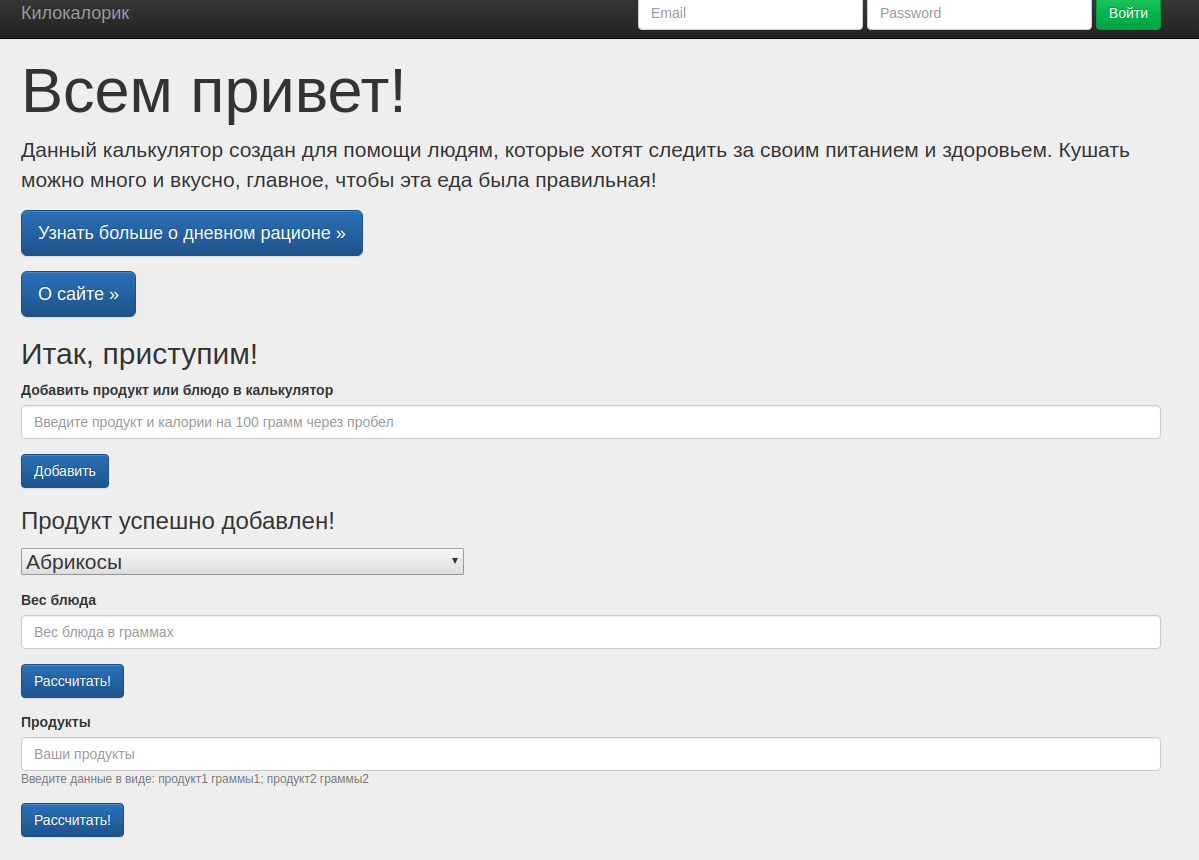 Килокалорик
Email
Password
Войти
Всем привет!
Данный калькулятор создан для помощи людям, которые хотят следить за своим питанием и здоровьем. Кушать
можно много и вкусно, главное, чтобы эта еда была правильная!
Узнать больше о дневном рационе »
О сайте »
Итак, приступим!
Добавить продукт или блюдо в калькулятор
Введите продукт и калории на 100 грамм через пробел
Добавить
Продукт успешно добавлен!
Абрикосы
Вес блюда
Вес блюда в граммах
Рассчитать!
Продукты
Ваши продукты
Введите данные в виде: продукт1 граммы1; продукт2 граммы2
Рассчитать!